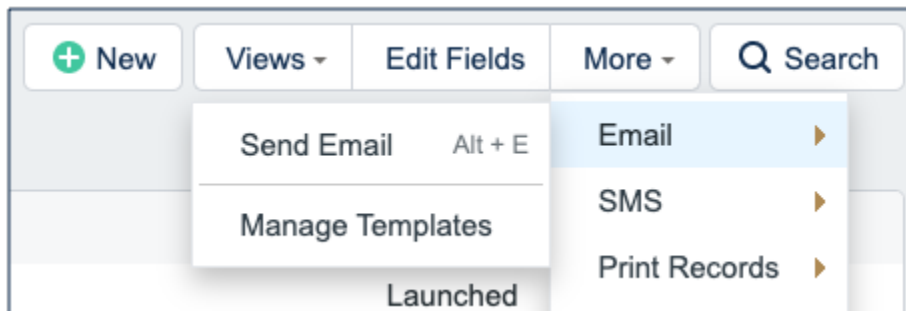 New
Views
Edit Fields
More
Search
Send Email Alt + E
Manage Templates
Email
SMS
Print Records
Launched